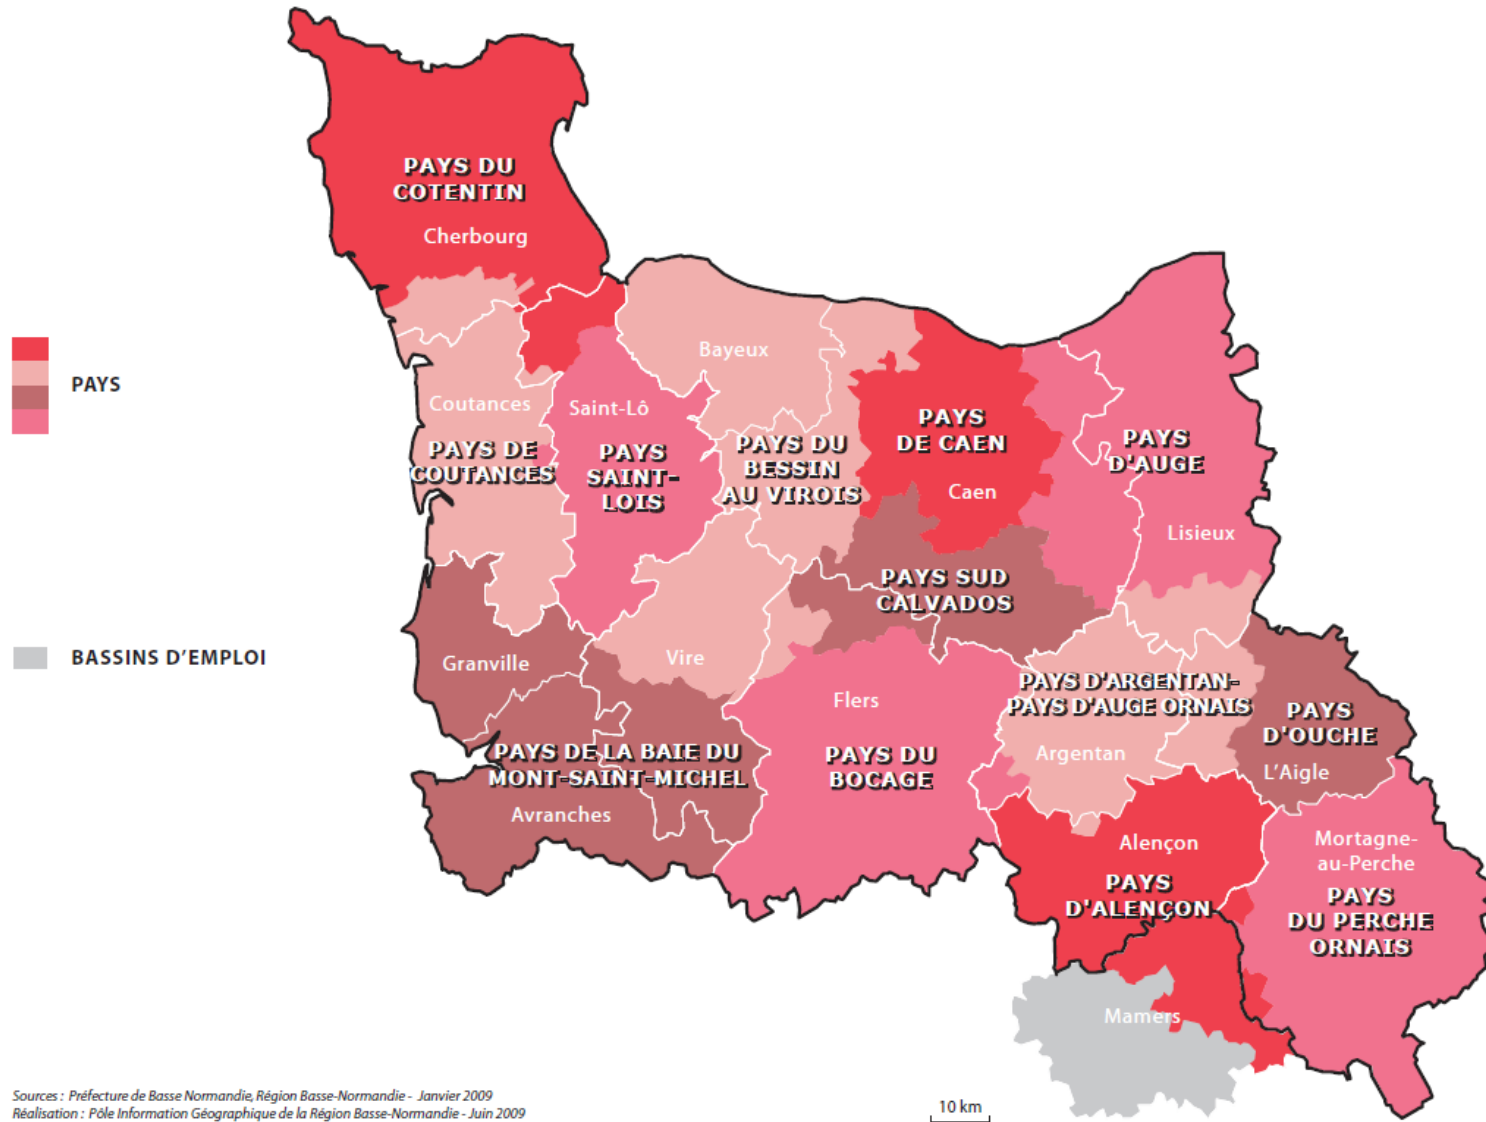 PAYS DU
COTENTIN
Cherbourg
Bayeux
PAYS
Coutances
Saint-Lô
PAYS DE
COUTANCES
PAYS
SAINT-
LOIS
PAYS DU
BESSIN
AU VIROIS
PAYS
DE CAEN
Caen
PAYS
D'AUGE
Lisieux
PAYS SUD
CALVADOS
BASSINS D'EMPLOI
Granville
Vire
Flers
PAYS D'ARGENTAN-
PAYS D'AUGE ORNAIS
Argentan
PAYS
D'OUCHE
L'Aigle
PAYS DE LA BAIE DU
MONT-SAINT-MICHEL
Avranches
PAYS DU
BOCAGE
Alençon
PAYS
D'ALENÇON
Mortagne-
au-Perche
PAYS
DU PERCHE
ORNAIS
Mamers
Sources : Préfecture de Basse Normandie, Région Basse-Normandie - Janvier 2009
Réalisation : Pôle Information Géographique de la Région Basse-Normandie - Juin 2009
10 km